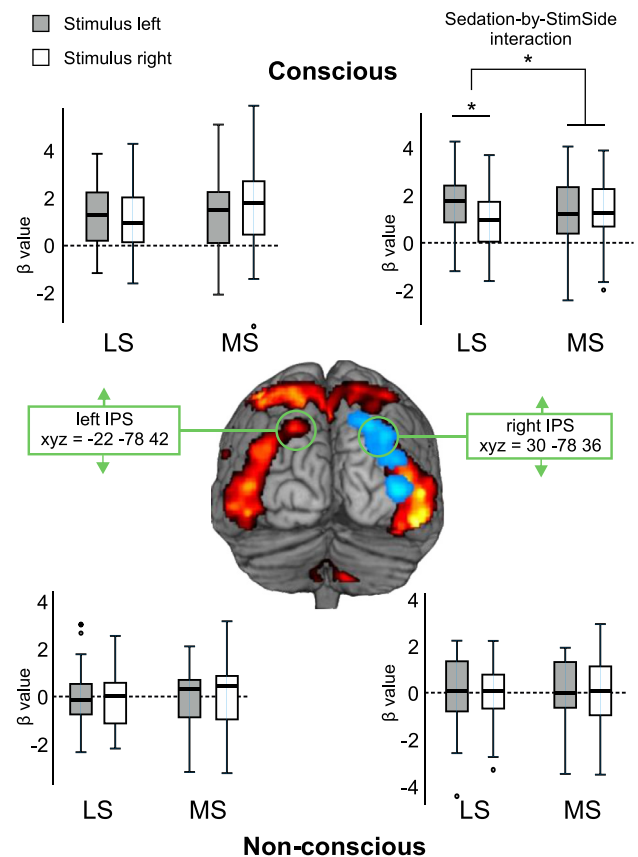 Stimulus left
Stimulus right
Sedation-by-StimSide
interaction
Conscious
*
*
β value
4
2
0
-2
LS
MS
β value
4
2
0
-2
LS
MS
left IPS
xyz = -22 -78 42
right IPS
xyz = 30 -78 36
β value
4
2
0
-2
LS
MS
β value
4
2
0
-2
-4
LS
MS
Non-conscious